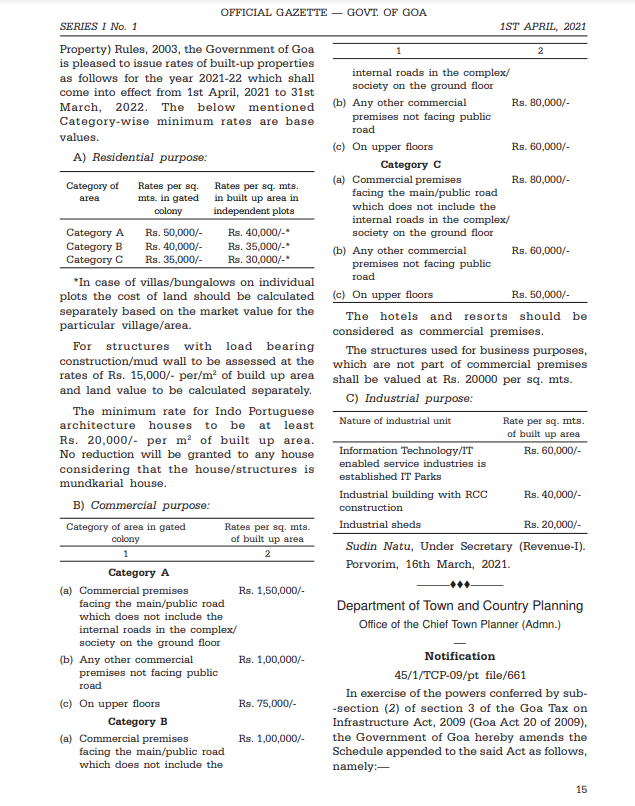 OFFICIAL GAZETTE — GOVT. OF GOA
SERIES I No. 1
1ST APRIL, 2021
Property) Rules, 2003, the Government of Goa
is pleased to issue rates of built-up properties
as follows for the year 2021-22 which shall
come into effect from 1st April, 2021 to 31st
March, 2022. The below mentioned
Category-wise minimum rates are base
values.
A) Residential purpose:
Category of Rates per sq. Rates per sq. mts.
area mts. in gated in built up area in
colony independent plots
Category A Rs. 50,000/- Rs. 40,000/-*
Category B Rs. 40,000/- Rs. 35,000/-*
Category C Rs. 35,000/- Rs. 30,000/-*
*In case of villas/bungalows on individual
plots the cost of land should be calculated
separately based on the market value for the
particular village/area.
For structures with load bearing
construction/mud wall to be assessed at the
rates of Rs. 15,000/- per/m² of build up area
and land value to be calculated separately.
The minimum rate for Indo Portuguese
architecture houses to be at least
Rs. 20,000/- per m² of built up area.
No reduction will be granted to any house
considering that the house/structures is
mundkarial house.
B) Commercial purpose:
Category of area in gated Rates per sq. mts.
colony of built up area
1 2
Category A
(a) Commercial premises Rs. 1,50,000/-
facing the main/public road
which does not include the
internal roads in the complex/
society on the ground floor
(b) Any other commercial Rs. 1,00,000/-
premises not facing public
road
(c) On upper floors Rs. 75,000/-
Category B
(a) Commercial premises Rs. 1,00,000/-
facing the main/public road
which does not include the
1 2
internal roads in the complex/
society on the ground floor
(b) Any other commercial Rs. 80,000/-
premises not facing public
road
(c) On upper floors Rs. 60,000/-
Category C
(a) Commercial premises Rs. 80,000/-
facing the main/public road
which does not include the
internal roads in the complex/
society on the ground floor
(b) Any other commercial Rs. 60,000/-
premises not facing public
road
(c) On upper floors Rs. 50,000/-
The hotels and resorts should be
considered as commercial premises.
The structures used for business purposes,
which are not part of commercial premises
shall be valued at Rs. 20000 per sq. mts.
C) Industrial purpose:
Nature of industrial unit Rate per sq. mts.
of built up area
Information Technology/IT Rs. 60,000/-
enabled service industries is
established IT Parks
Industrial building with RCC Rs. 40,000/-
construction
Industrial sheds Rs. 20,000/-
Sudin Natu, Under Secretary (Revenue-I).
Porvorim, 16th March, 2021.
Department of Town and Country Planning
Office of the Chief Town Planner (Admn.)
Notification
45/1/TCP-09/pt file/661
In exercise of the powers conferred by sub-
-section (2) of section 3 of the Goa Tax on
Infrastructure Act, 2009 (Goa Act 20 of 2009),
the Government of Goa hereby amends the
Schedule appended to the said Act as follows,
namely:—
15